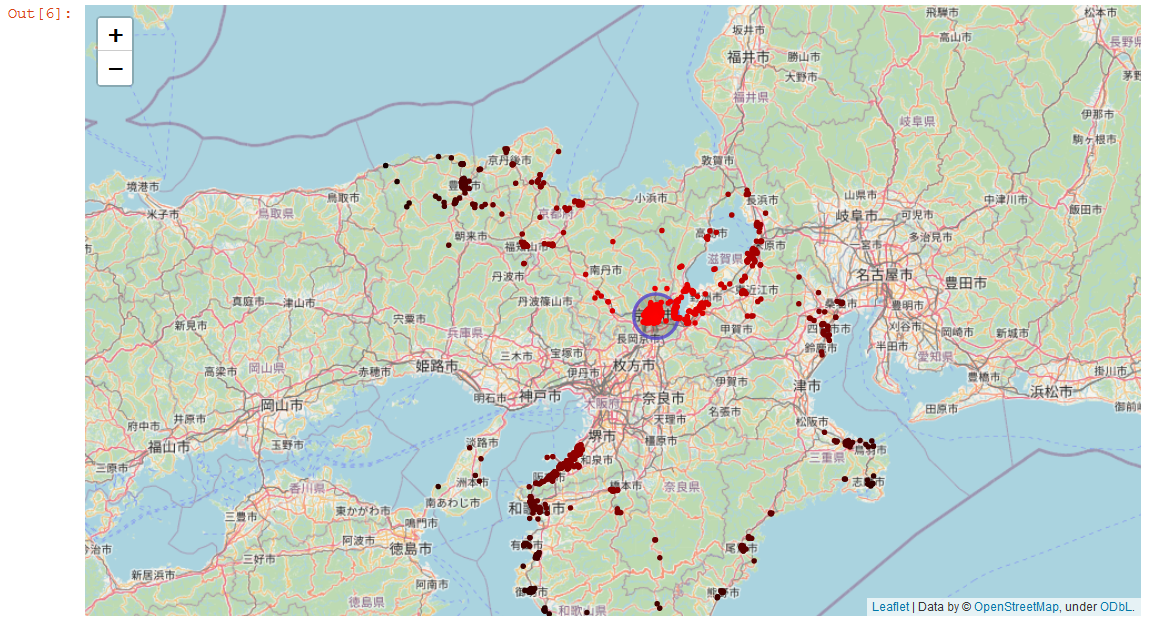 Out[6]:
+
−
飛騨市
松本市
坂井市
高山市
福井市
勝山市
長野県
大野市
茅野
福井県
伊那市
岐阜県
駒ヶ根市
京丹後市
敦賀市
境港市
豊岡市
鳥取市
小浜市
長浜市
山県市
中津川市
米子市
鳥取県
京都府
岐阜市
可児市
飯田市
朝来市
高島市
多治見市
福知山市
米原市
一宮市
滋賀県
丹波市
南丹市
名古屋市
豊田市
東近江市
真庭市
津山市
丹波篠山市
野洲市
桑名市
豊明市
新見市
宍粟市
京都市
甲賀市
四日市市
刈谷市
岡崎市
新城市
兵庫県
長岡京市
鈴鹿市
半田市
愛知県
三木市
宝塚市
高梁市
岡山県
赤穂市
姫路市
伊丹市
枚方市
伊賀市
津市
豊橋市
掛川市
明石市
神戸市
奈良市
浜松市
岡山市
大阪府
名張市
田原市
御前崎
井原市
天理市
松阪市
府中市
堺市
橿原市
福山市
玉野市
淡路市
和泉市
三重県
鳥羽市
三原市
阪南市
洲本市
橋本市
奈良県
志摩市
香川県
南あわじ市
和歌山市
東かがわ市
三豊市
鳴門市
阿波市
徳島市
有田市
尾鷲市
今治市
三好市
新居浜市
阿南市
御坊市
熊野市
徳島県
和歌山県
Leaflet | Data by © OpenStreetMap, under ODbL.